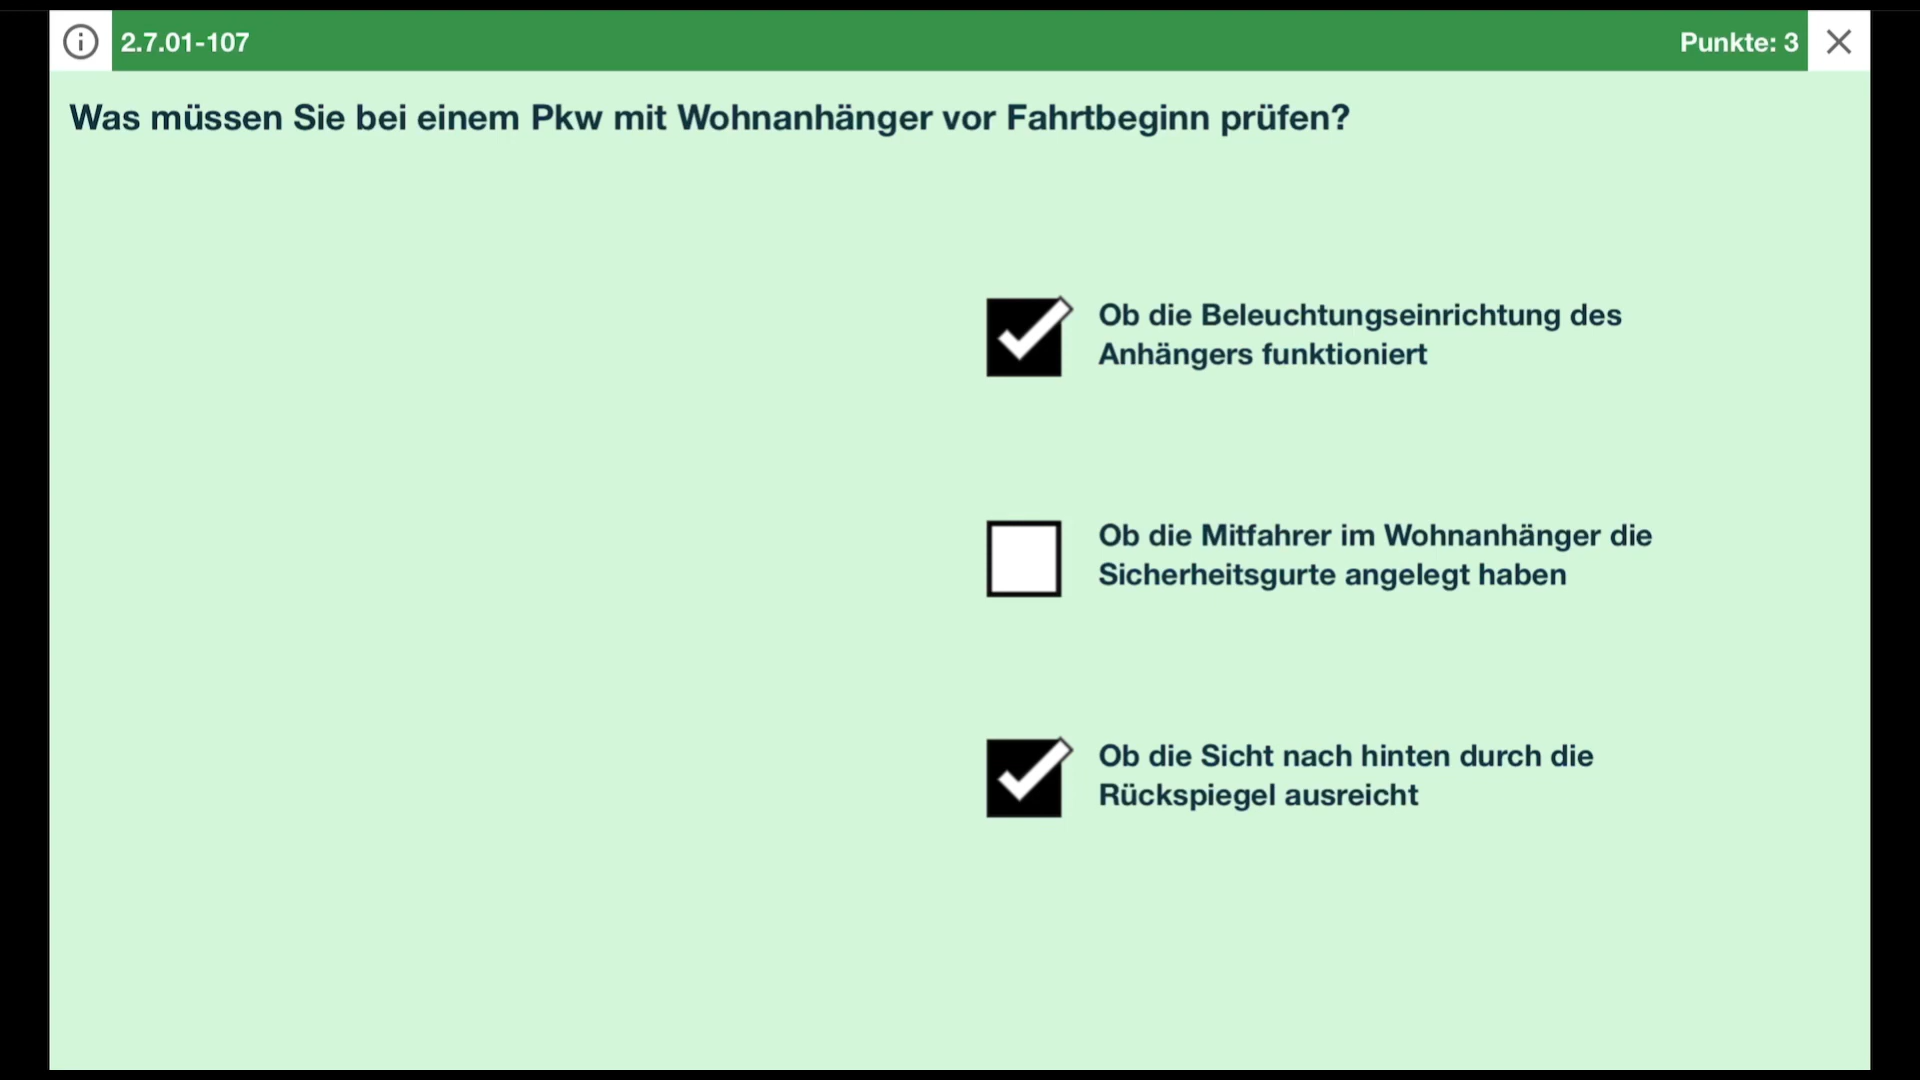 2.7.01-107
Punkte: 3
Was müssen Sie bei einem Pkw mit Wohnanhänger vor Fahrtbeginn prüfen?
Ob die Beleuchtungseinrichtung des
Anhängers funktioniert
Ob die Mitfahrer im Wohnanhänger die
Sicherheitsgurte angelegt haben
Ob die Sicht nach hinten durch die
Rückspiegel ausreicht